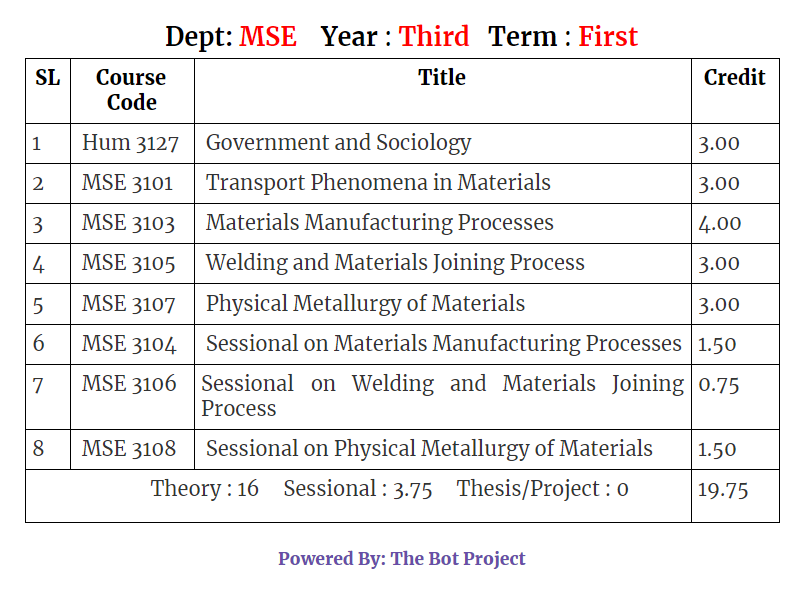 Dept: MSE Year : Third Term : First
SL Course Code Title Credit
1 Hum 3127 Government and Sociology 3.00
2 MSE 3101 Transport Phenomena in Materials 3.00
3 MSE 3103 Materials Manufacturing Processes 4.00
4 MSE 3105 Welding and Materials Joining Process 3.00
5 MSE 3107 Physical Metallurgy of Materials 3.00
6 MSE 3104 Sessional on Materials Manufacturing Processes 1.50
7 MSE 3106 Sessional on Welding and Materials Joining Process 0.75
8 MSE 3108 Sessional on Physical Metallurgy of Materials 1.50
Theory : 16 Sessional : 3.75 Thesis/Project : 0 19.75
Powered By: The Bot Project